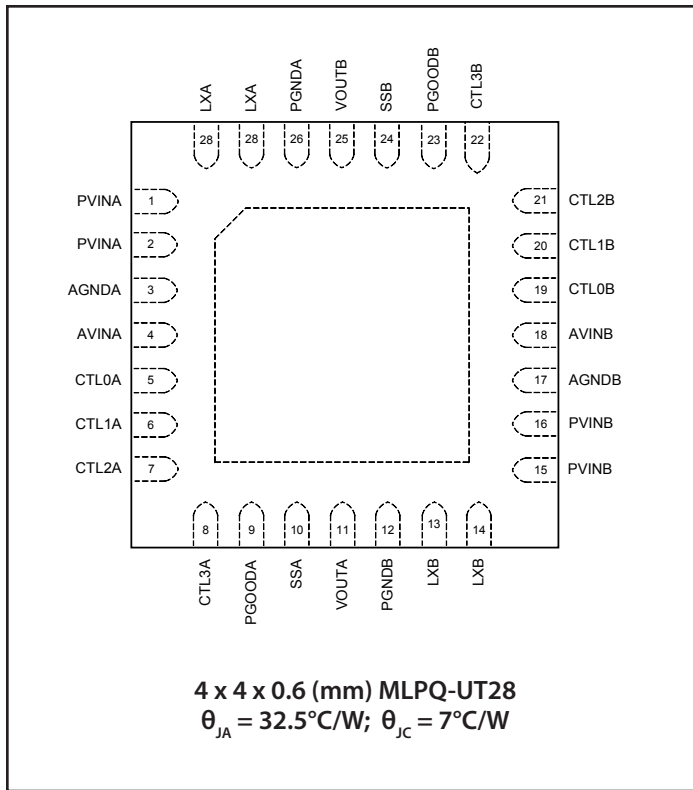 LXA LXA PGNDA VOUTB SSB PGOODB CTL3B
28 28 26 25 24 23 22
PVINA 1 21 CTL2B
PVINA 2 20 CTL1B
AGNDA 3 19 CTL0B
AVINA 4 18 AVINB
CTL0A 5 17 AGNDB
CTL1A 6 16 PVINB
CTL2A 7 15 PVINB
8 9 10 11 12 13 14
CTL3A PGOODA SSA VOUTA PGNDB LXB LXB
4 x 4 x 0.6 (mm) MLPQ-UT28
θJA = 32.5°C/W; θJC = 7°C/W